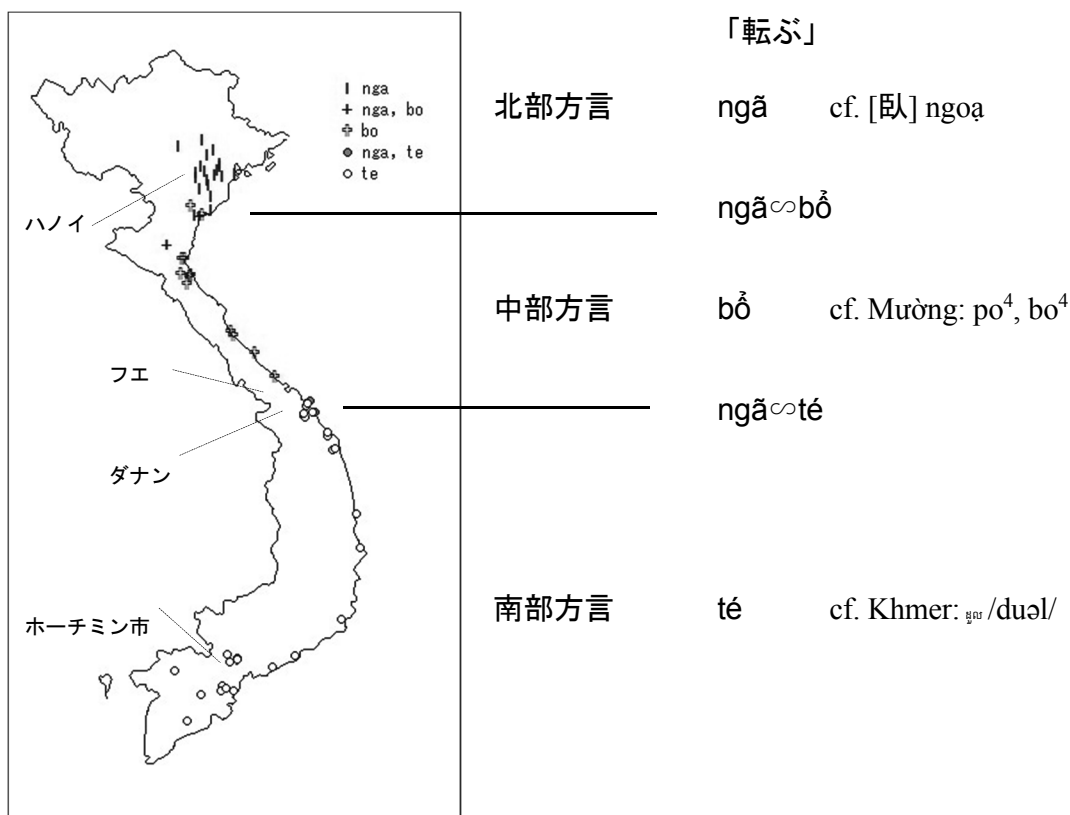 「転ぶ」
nga
nga, bo
bo
nga, te
te
北部方言 ngã cf. [臥] ngoạ
ハノイ
ngã∽bổ
中部方言 bổ cf. Mường: po⁴, bo⁴
フエ
ngã∽té
ダナン
南部方言 té cf. Khmer: ដួល /duəl/
ホーチミン市